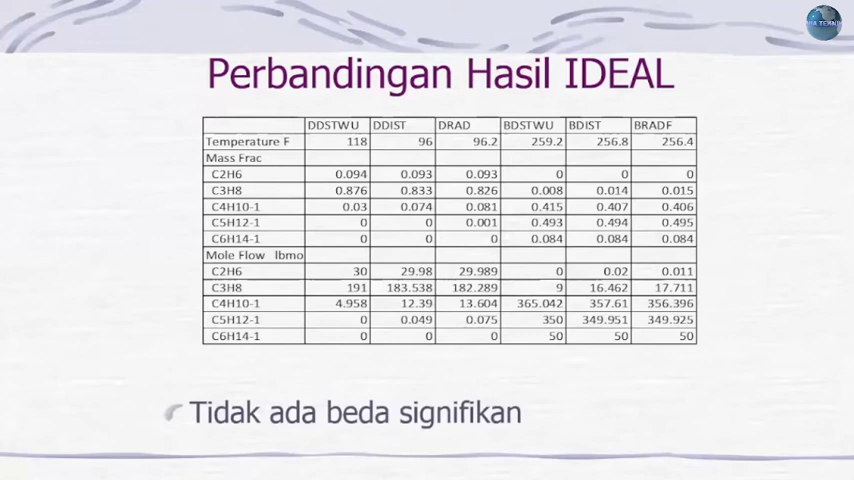 Perbandingan Hasil IDEAL
DDSTWU DDIST DRAD BDSTWU BDIST BRADF
Temperature F 118 96 96.2 259.2 256.8 256.4
Mass Frac
C2H6 0.094 0.093 0.093 0 0 0
C3H8 0.876 0.833 0.826 0.008 0.014 0.015
C4H10-1 0.03 0.074 0.081 0.415 0.407 0.406
C5H12-1 0 0 0.001 0.493 0.494 0.495
C6H14-1 0 0 0 0.084 0.084 0.084
Mole Flow lbmo
C2H6 30 29.98 29.989 0 0.02 0.011
C3H8 191 183.538 182.289 9 16.462 17.711
C4H10-1 4.958 12.39 13.604 365.042 357.61 356.396
C5H12-1 0 0.049 0.075 350 349.951 349.925
C6H14-1 0 0 0 50 50 50
Tidak ada beda signifikan